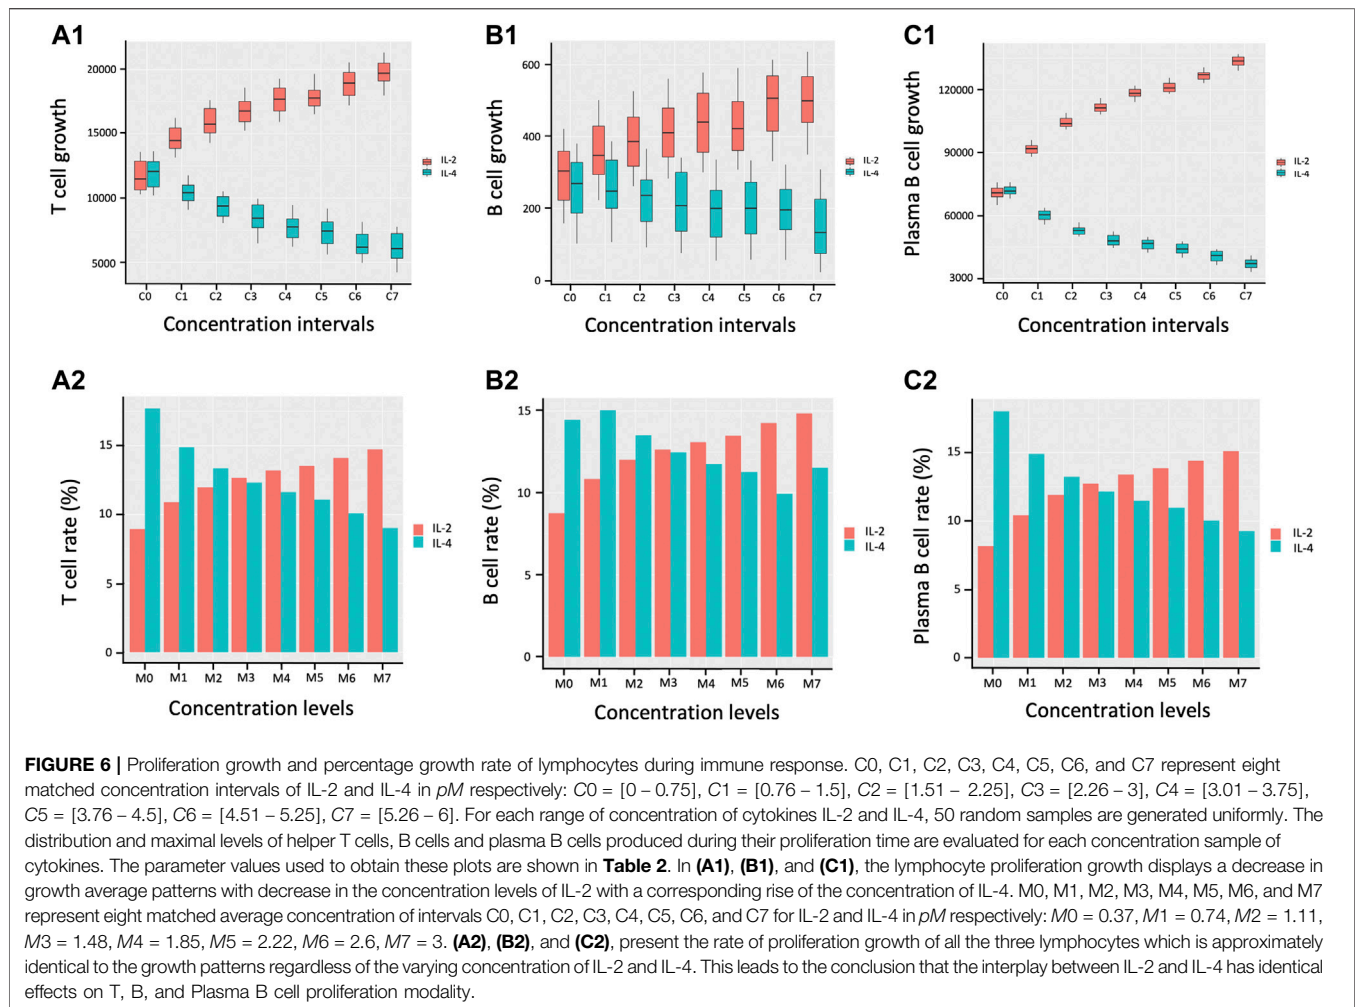 A1
T cell growth
20000
15000
10000
5000
C0 C1 C2 C3 C4 C5 C6 C7
Concentration intervals
IL-2
IL-4
B1
B cell growth
600
400
200
0
C0 C1 C2 C3 C4 C5 C6 C7
Concentration intervals
IL-2
IL-4
C1
Plasma B cell growth
120000
90000
60000
3000
C0 C1 C2 C3 C4 C5 C6 C7
Concentration intervals
IL-2
IL-4
A2
T cell rate (%)
15
10
5
0
M0 M1 M2 M3 M4 M5 M6 M7
Concentration levels
IL-2
IL-4
B2
B cell rate (%)
15
10
5
0
M0 M1 M2 M3 M4 M5 M6 M7
Concentration levels
IL-2
IL-4
C2
Plasma B cell rate (%)
15
10
5
0
M0 M1 M2 M3 M4 M5 M6 M7
Concentration levels
IL-2
IL-4
FIGURE 6 | Proliferation growth and percentage growth rate of lymphocytes during immune response. C0, C1, C2, C3, C4, C5, C6, and C7 represent eight
matched concentration intervals of IL-2 and IL-4 in pM respectively: C0 = [0 – 0.75], C1 = [0.76 – 1.5], C2 = [1.51 – 2.25], C3 = [2.26 – 3], C4 = [3.01 – 3.75],
C5 = [3.76 – 4.5], C6 = [4.51 – 5.25], C7 = [5.26 – 6]. For each range of concentration of cytokines IL-2 and IL-4, 50 random samples are generated uniformly. The
distribution and maximal levels of helper T cells, B cells and plasma B cells produced during their proliferation time are evaluated for each concentration sample of
cytokines. The parameter values used to obtain these plots are shown in Table 2. In (A1), (B1), and (C1), the lymphocyte proliferation growth displays a decrease in
growth average patterns with decrease in the concentration levels of IL-2 with a corresponding rise of the concentration of IL-4. M0, M1, M2, M3, M4, M5, M6, and M7
represent eight matched average concentration of intervals C0, C1, C2, C3, C4, C5, C6, and C7 for IL-2 and IL-4 in pM respectively: M0 = 0.37, M1 = 0.74, M2 = 1.11,
M3 = 1.48, M4 = 1.85, M5 = 2.22, M6 = 2.6, M7 = 3. (A2), (B2), and (C2), present the rate of proliferation growth of all the three lymphocytes which is approximately
identical to the growth patterns regardless of the varying concentration of IL-2 and IL-4. This leads to the conclusion that the interplay between IL-2 and IL-4 has identical
effects on T, B, and Plasma B cell proliferation modality.